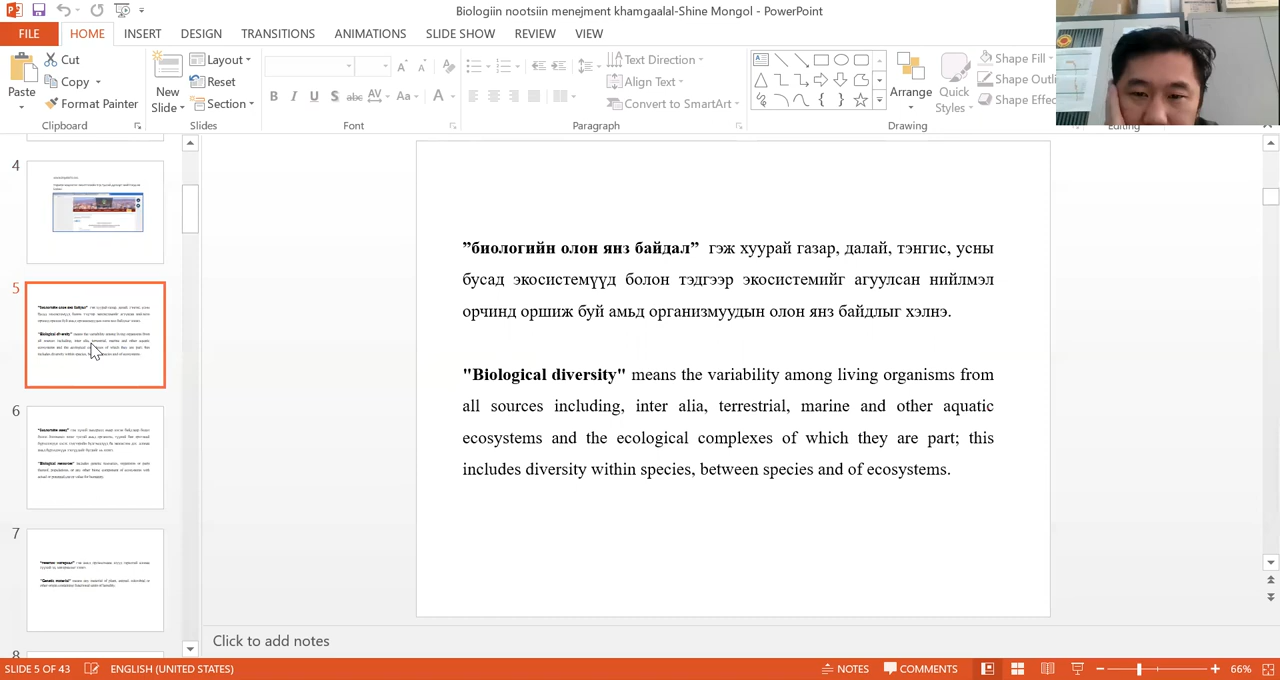 Biologiin nootsiin menejment khamgaalal-Shine Mongol - PowerPoint
FILE HOME INSERT DESIGN TRANSITIONS ANIMATIONS SLIDE SHOW REVIEW VIEW
Paste
Cut
Copy
Format Painter
Clipboard
New
Slide
Layout
Reset
Section
Slides
B I U S abc AV Aa A
Font
Text Direction
Align Text
Convert to SmartArt
Paragraph
Arrange
Quick
Styles
Shape Fill
Shape Outli
Shape Effec
Drawing
Editing
4
5
6
7
8
”биологийн олон янз байдал” гэж хуурай газар, далай, тэнгис, усны
бусад экосистемүүд болон тэдгээр экосистемийг агуулсан нийлмэл
орчинд оршиж буй амьд организмуудын олон янз байдлыг хэлнэ.
"Biological diversity" means the variability among living organisms from
all sources including, inter alia, terrestrial, marine and other aquatic
ecosystems and the ecological complexes of which they are part; this
includes diversity within species, between species and of ecosystems.
Click to add notes
SLIDE 5 OF 43 ENGLISH (UNITED STATES) NOTES COMMENTS 66%